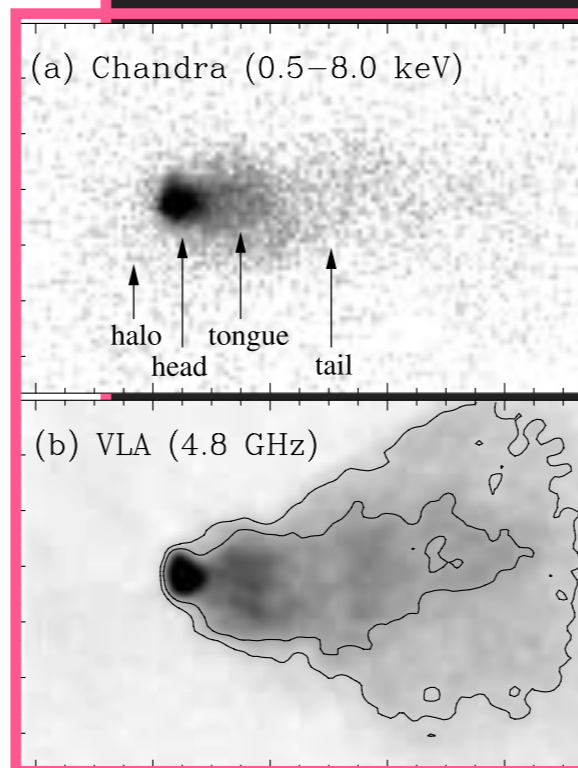 (a) Chandra (0.5–8.0 keV)
halo
tongue
head
tail
(b) VLA (4.8 GHz)